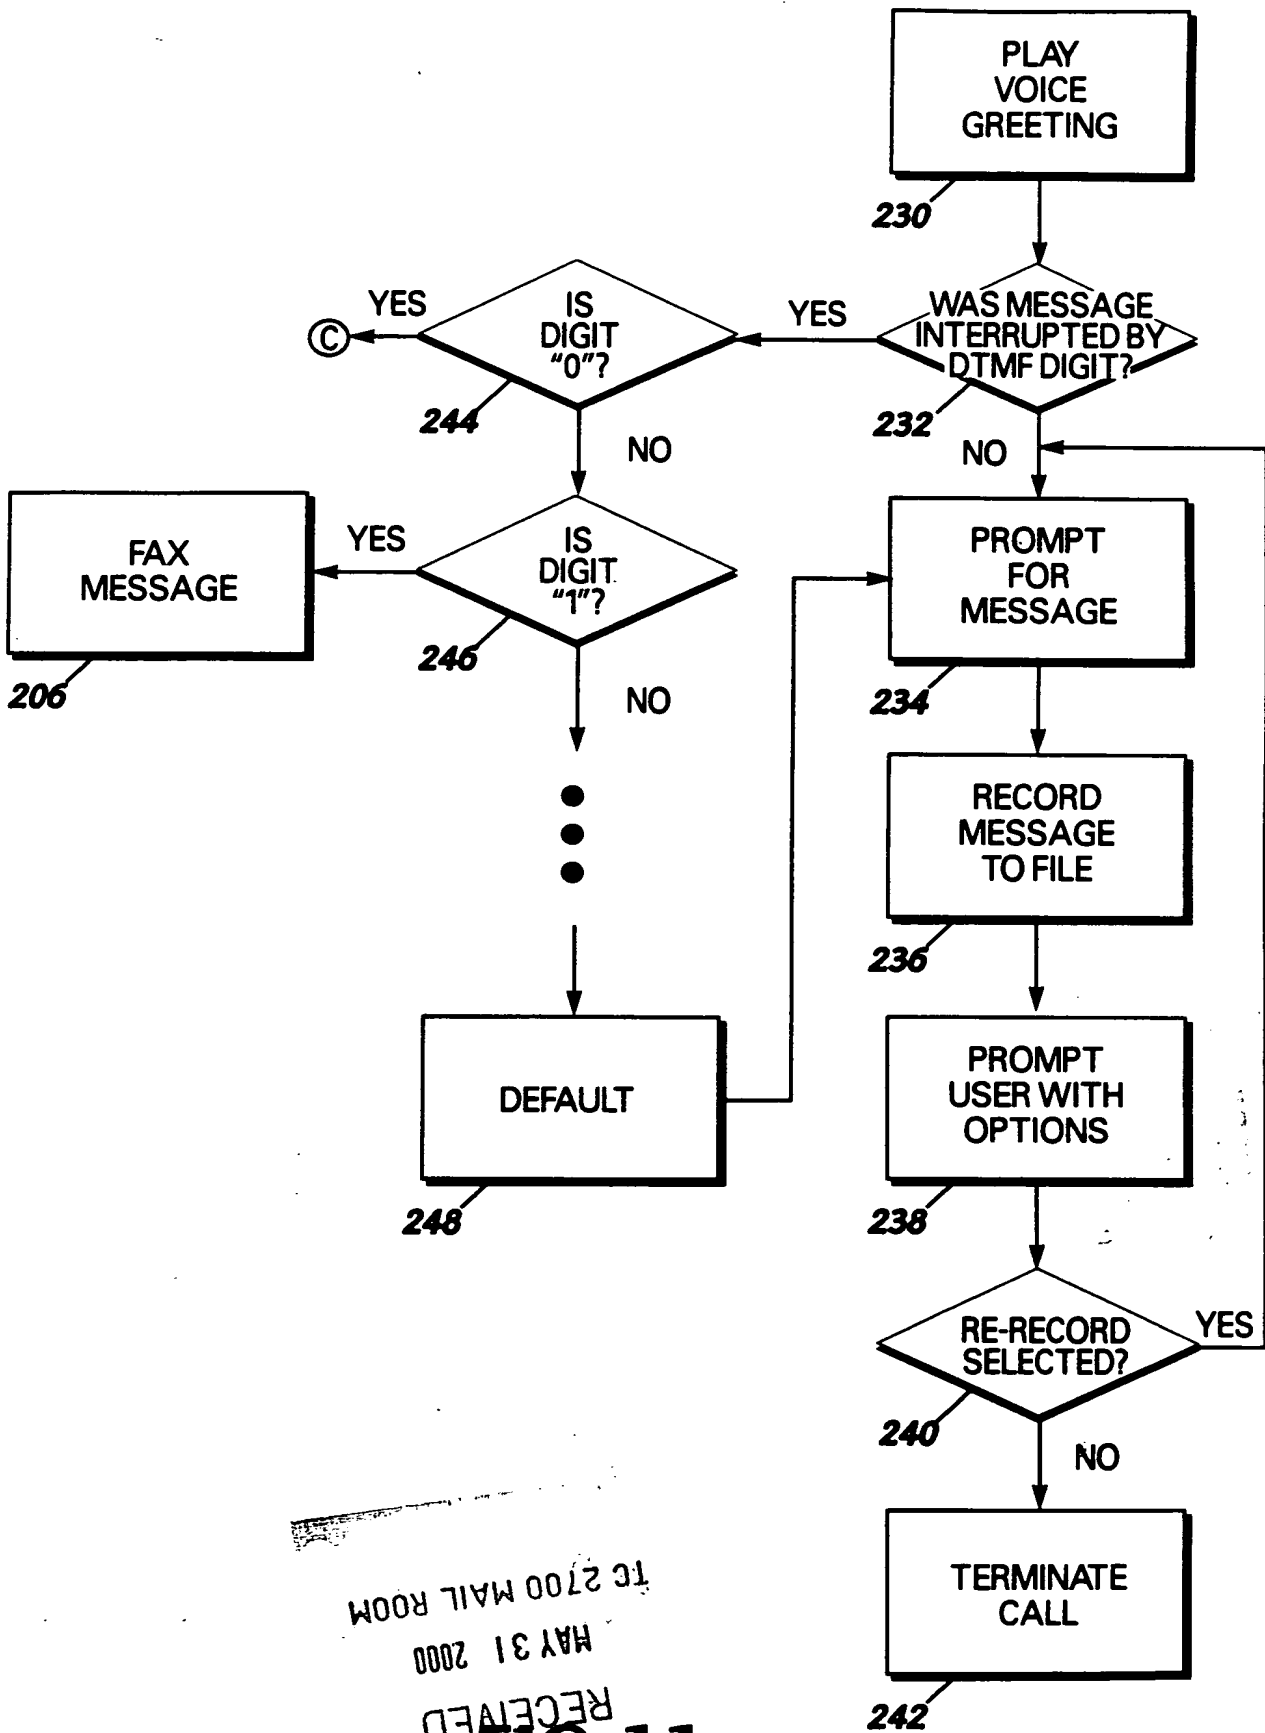 PLAY
VOICE
GREETING
230
WAS MESSAGE
INTERRUPTED BY
DTMF DIGIT?
232
YES
IS
DIGIT
"0"?
244
YES
C
NO
NO
IS
DIGIT
"1"?
246
YES
FAX
MESSAGE
206
NO
PROMPT
FOR
MESSAGE
234
RECORD
MESSAGE
TO FILE
236
DEFAULT
248
PROMPT
USER WITH
OPTIONS
238
RE-RECORD
SELECTED?
240
YES
NO
TERMINATE
CALL
242
RECEIVED
MAY 31 2000
TC 2700 MAIL ROOM